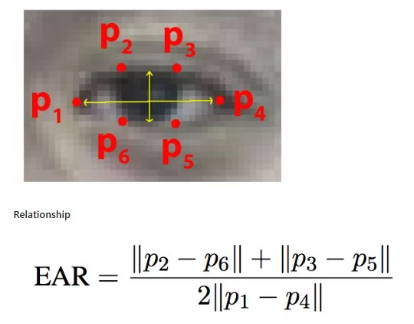 p2 p3
p1 p4
p6 p5
Relationship
EAR = (‖p2 − p6‖ + ‖p3 − p5‖) / (2‖p1 − p4‖)